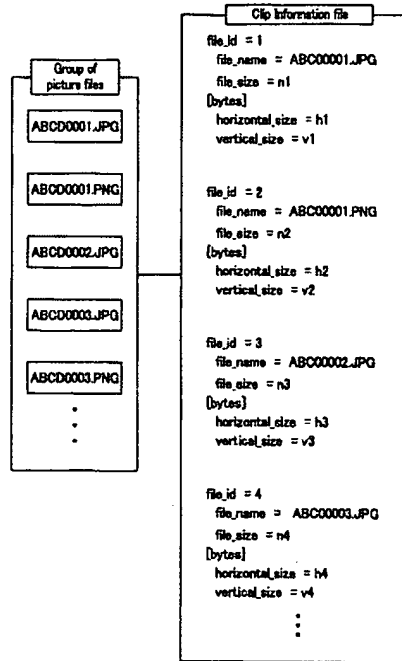 Group of
picture files
ABCD0001.JPG
ABCD0001.PNG
ABCD0002.JPG
ABCD0003.JPG
ABCD0003.PNG
Clip Information file
file_id = 1
file_name = ABC00001.JPG
file_size = n1
[bytes]
horizontal_size = h1
vertical_size = v1
file_id = 2
file_name = ABC00001.PNG
file_size = n2
[bytes]
horizontal_size = h2
vertical_size = v2
file_id = 3
file_name = ABC00002.JPG
file_size = n3
[bytes]
horizontal_size = h3
vertical_size = v3
file_id = 4
file_name = ABC00003.JPG
file_size = n4
[bytes]
horizontal_size = h4
vertical_size = v4